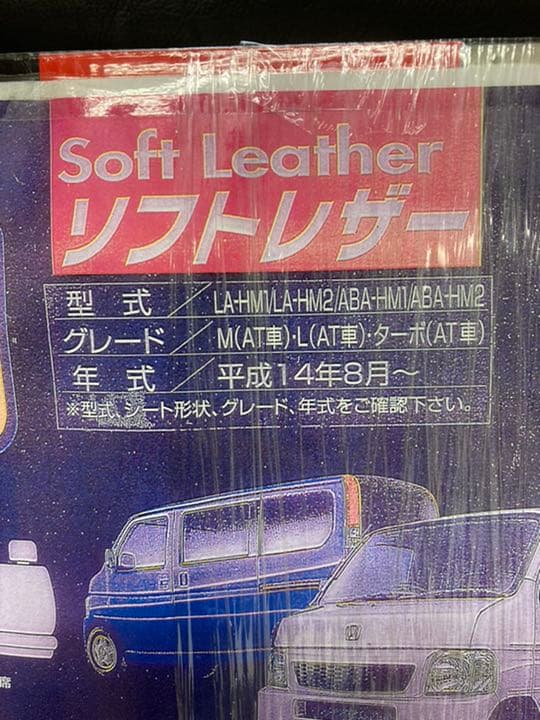 Soft Leather
ソフトレザー
型式／LA-HM1/LA-HM2/ABA-HM1/ABA-HM2
グレード／M(AT車)・L(AT車)・ターボ(AT車)
年式／平成14年8月～
※型式、シート形状、グレード、年式をご確認下さい。
席